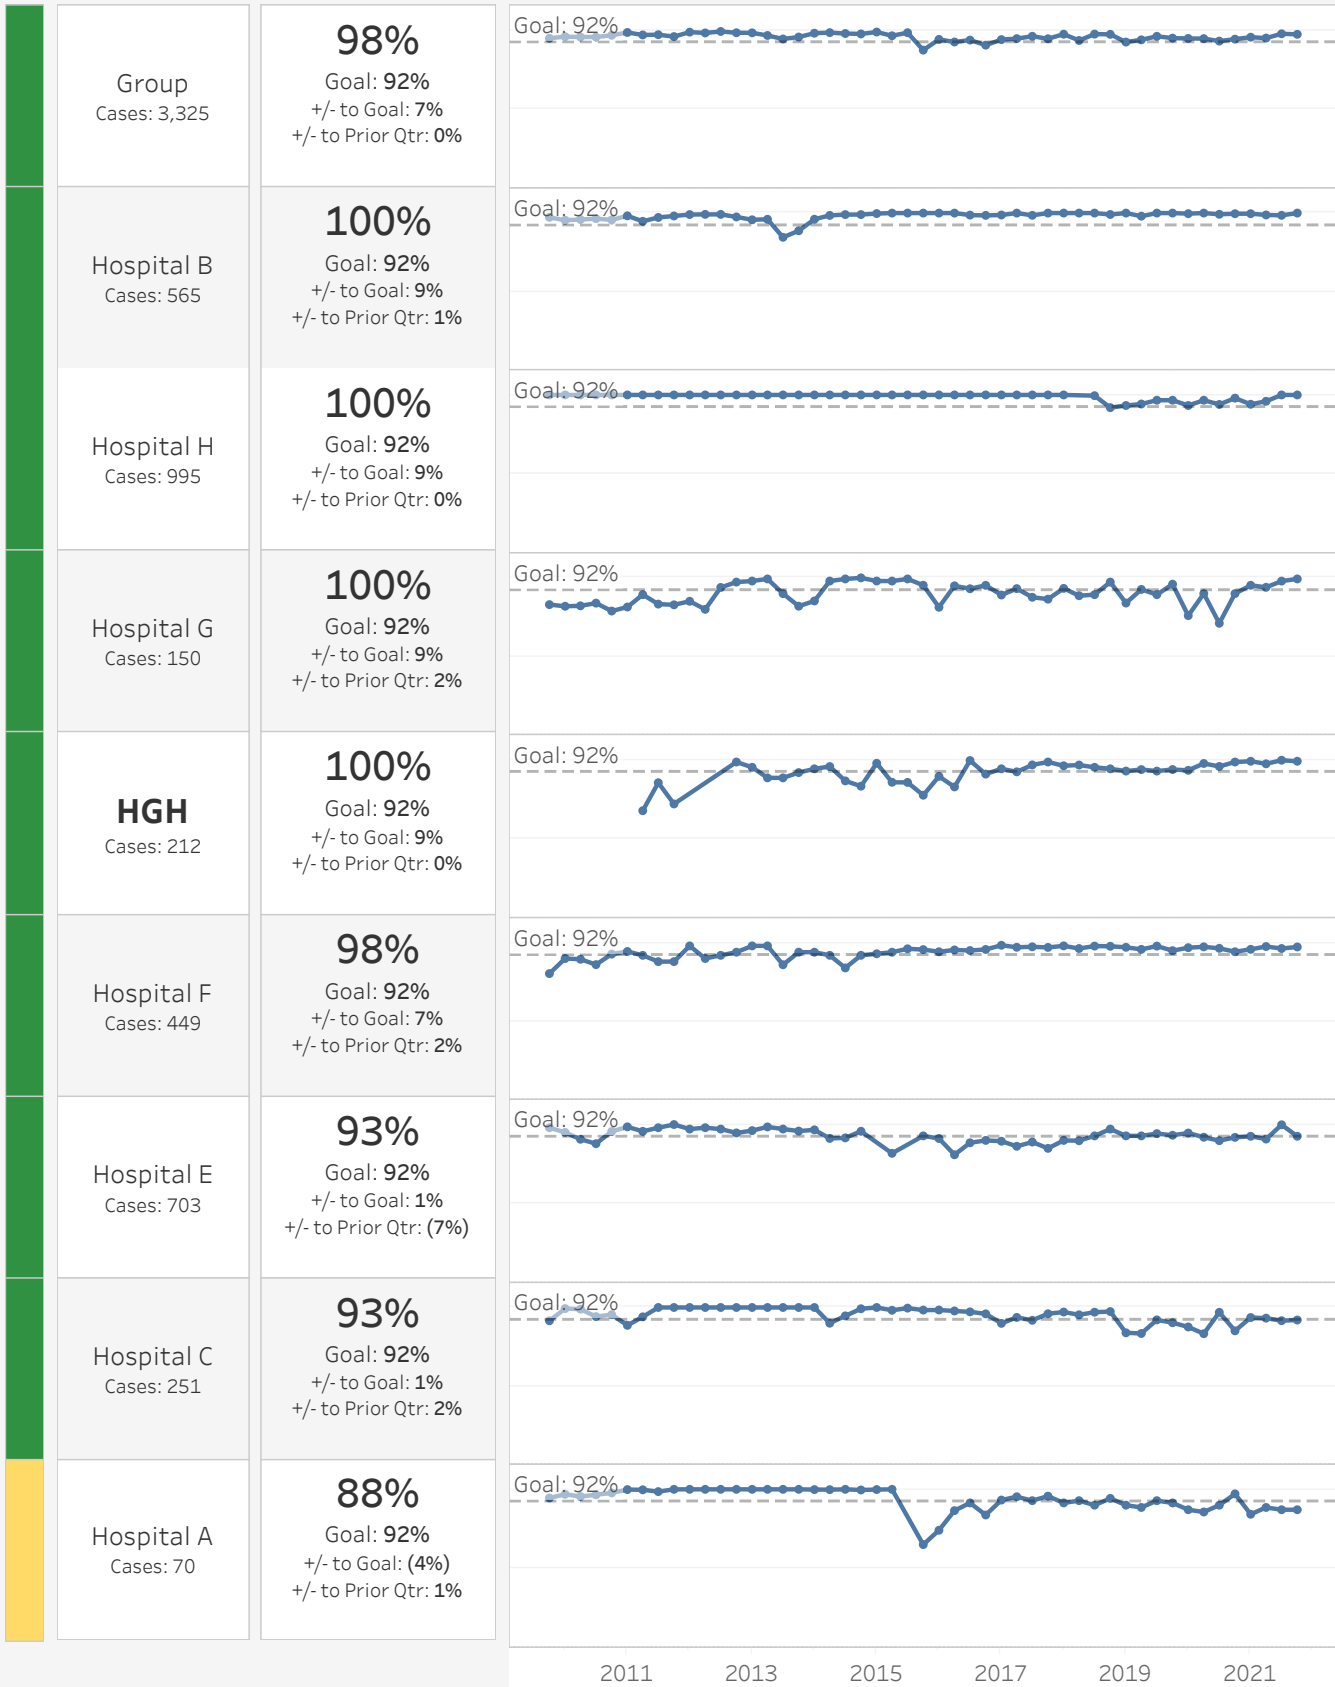 Group
Cases: 3,325
98%
Goal: 92%
+/- to Goal: 7%
+/- to Prior Qtr: 0%
Goal: 92%
Hospital B
Cases: 565
100%
Goal: 92%
+/- to Goal: 9%
+/- to Prior Qtr: 1%
Goal: 92%
Hospital H
Cases: 995
100%
Goal: 92%
+/- to Goal: 9%
+/- to Prior Qtr: 0%
Goal: 92%
Hospital G
Cases: 150
100%
Goal: 92%
+/- to Goal: 9%
+/- to Prior Qtr: 2%
Goal: 92%
HGH
Cases: 212
100%
Goal: 92%
+/- to Goal: 9%
+/- to Prior Qtr: 0%
Goal: 92%
Hospital F
Cases: 449
98%
Goal: 92%
+/- to Goal: 7%
+/- to Prior Qtr: 2%
Goal: 92%
Hospital E
Cases: 703
93%
Goal: 92%
+/- to Goal: 1%
+/- to Prior Qtr: (7%)
Goal: 92%
Hospital C
Cases: 251
93%
Goal: 92%
+/- to Goal: 1%
+/- to Prior Qtr: 2%
Goal: 92%
Hospital A
Cases: 70
88%
Goal: 92%
+/- to Goal: (4%)
+/- to Prior Qtr: 1%
Goal: 92%
2011 2013 2015 2017 2019 2021